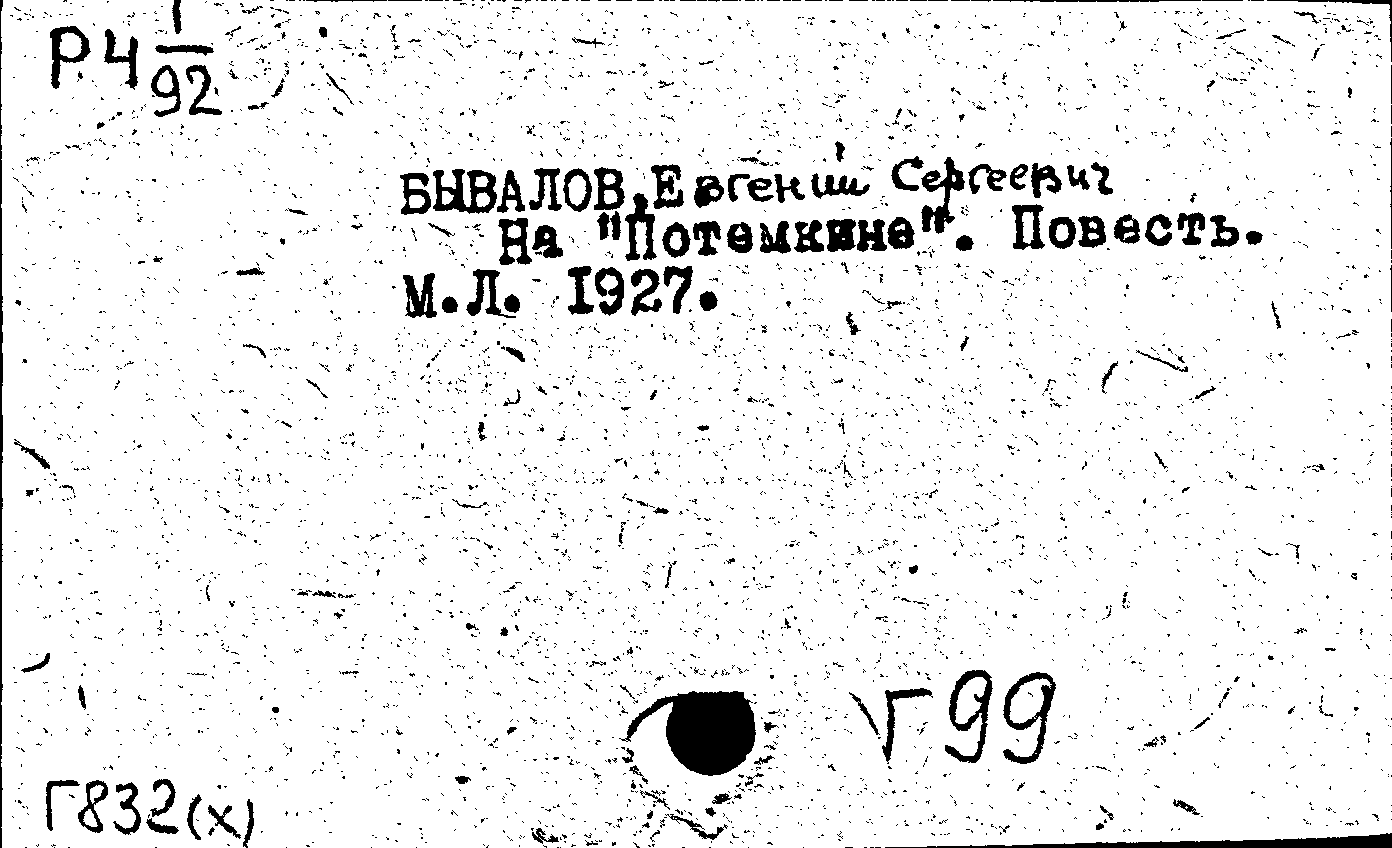 Р4 1/92
БЫВАЛОВ,Евгений Сергеевич
На "Потемкине". Повесть.
М.Л. 1927.
√Г99
Г832(х)